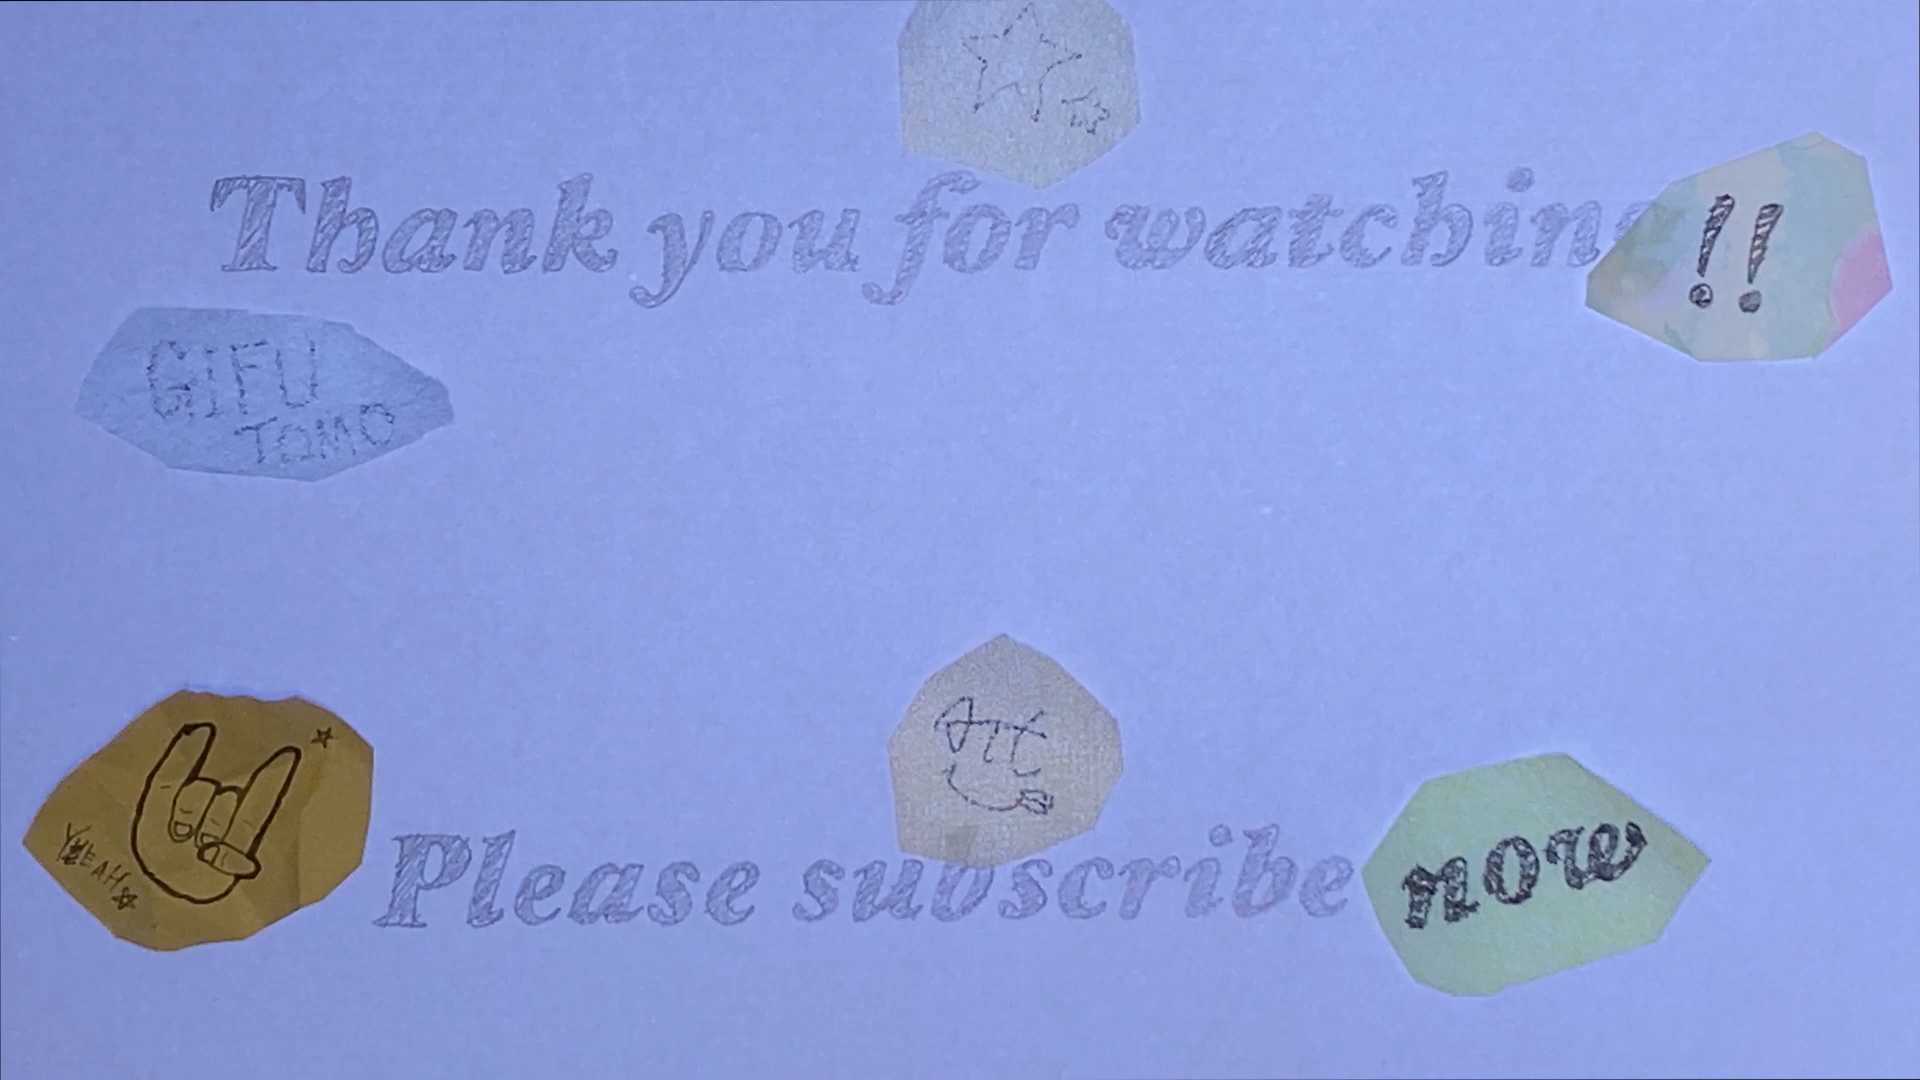 Thank you for watching!!
GIFU
TOMO
YEAH
Please subscribe now